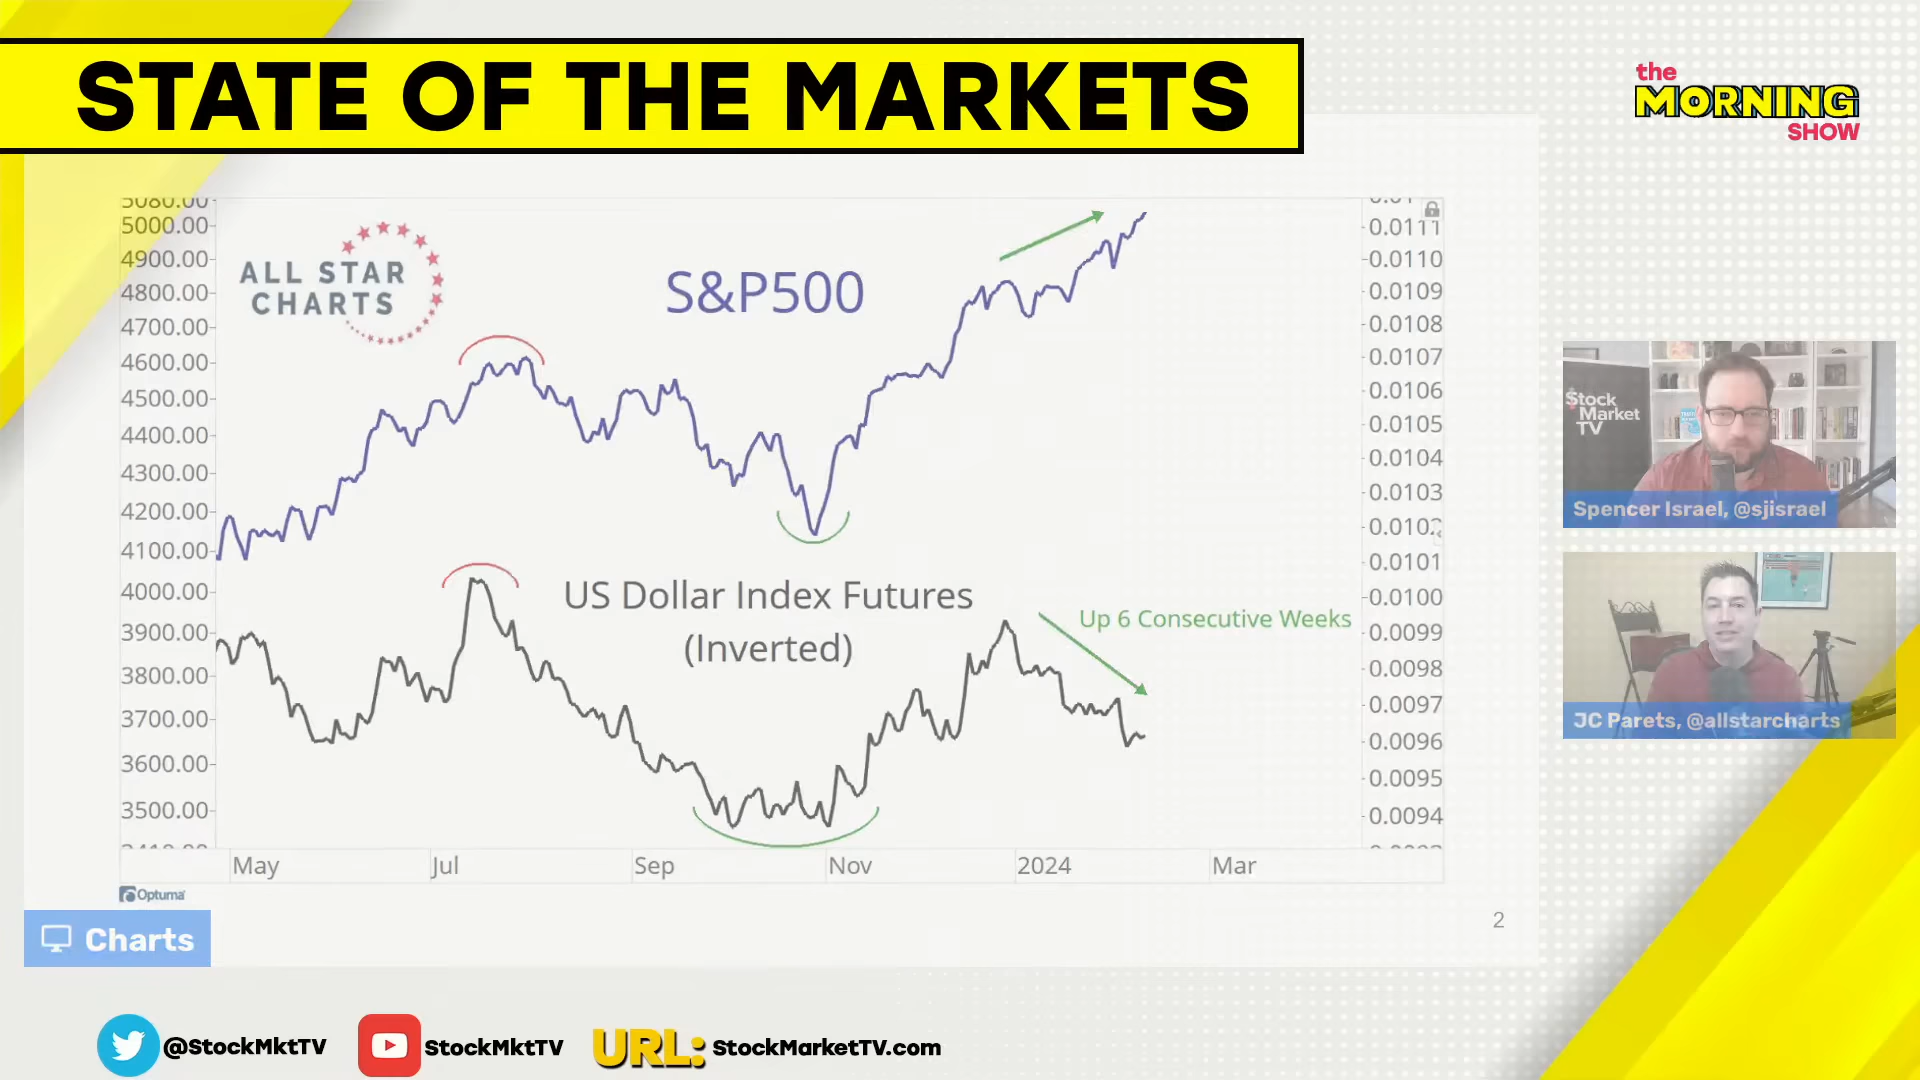 STATE OF THE MARKETS
the
MORNING
SHOW
5080.00
5000.00
4900.00
4800.00
4700.00
4600.00
4500.00
4400.00
4300.00
4200.00
4100.00
4000.00
3900.00
3800.00
3700.00
3600.00
3500.00
ALL STAR
CHARTS
S&P500
US Dollar Index Futures
(Inverted)
Up 6 Consecutive Weeks
0.0111
0.0110
0.0109
0.0108
0.0107
0.0106
0.0105
0.0104
0.0103
0.0102
0.0101
0.0100
0.0099
0.0098
0.0097
0.0096
0.0095
0.0094
May
Jul
Sep
Nov
2024
Mar
Optuma
2
Charts
Stock
Market
TV
Spencer Israel, @sjisrael
JC Parets, @allstarcharts
@StockMktTV
StockMktTV
URL: StockMarketTV.com